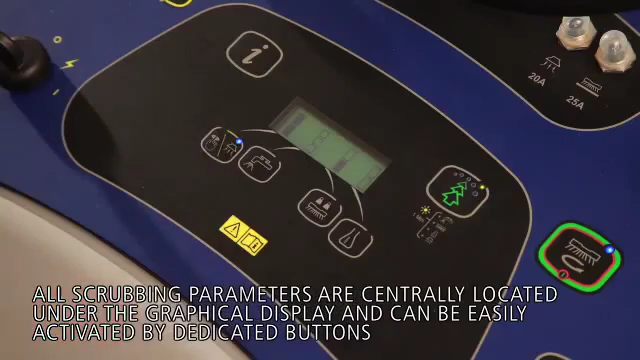 i
20A
25A
ALL SCRUBBING PARAMETERS ARE CENTRALLY LOCATED
UNDER THE GRAPHICAL DISPLAY AND CAN BE EASILY
ACTIVATED BY DEDICATED BUTTONS